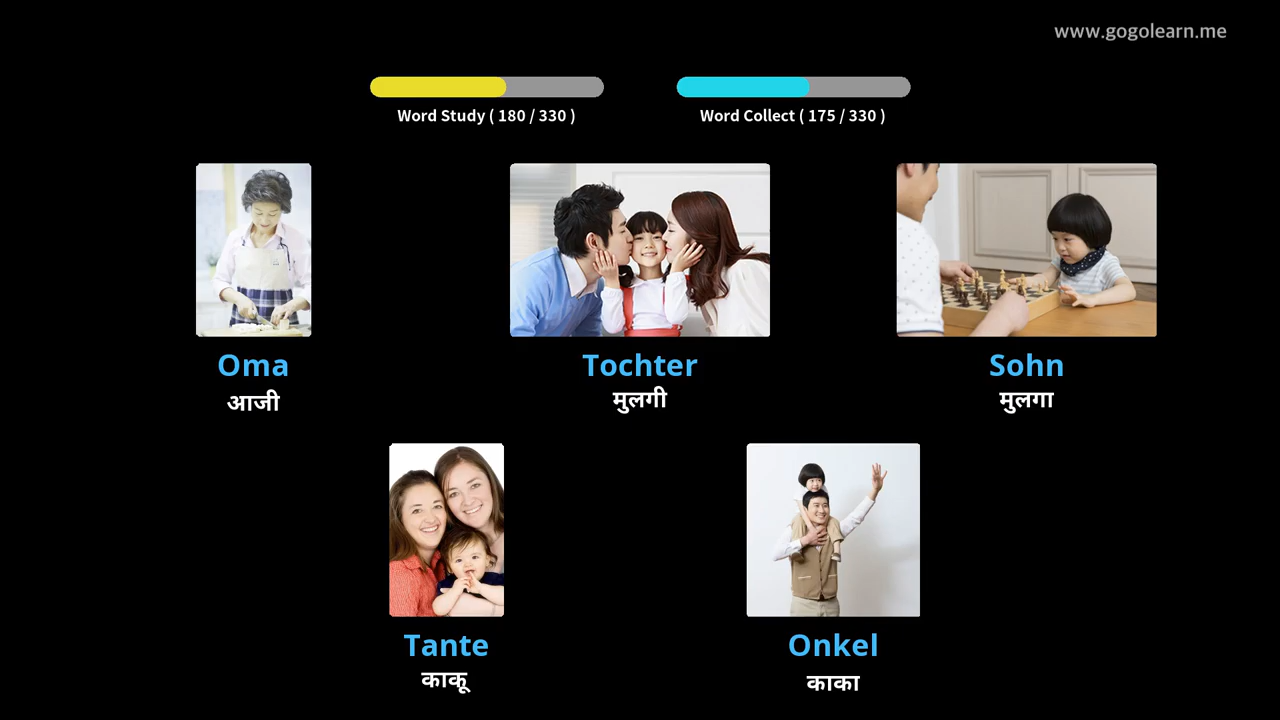 www.gogolearn.me
Word Study ( 180 / 330 )
Word Collect ( 175 / 330 )
Oma
आजी
Tochter
मुलगी
Sohn
मुलगा
Tante
काकू
Onkel
काका